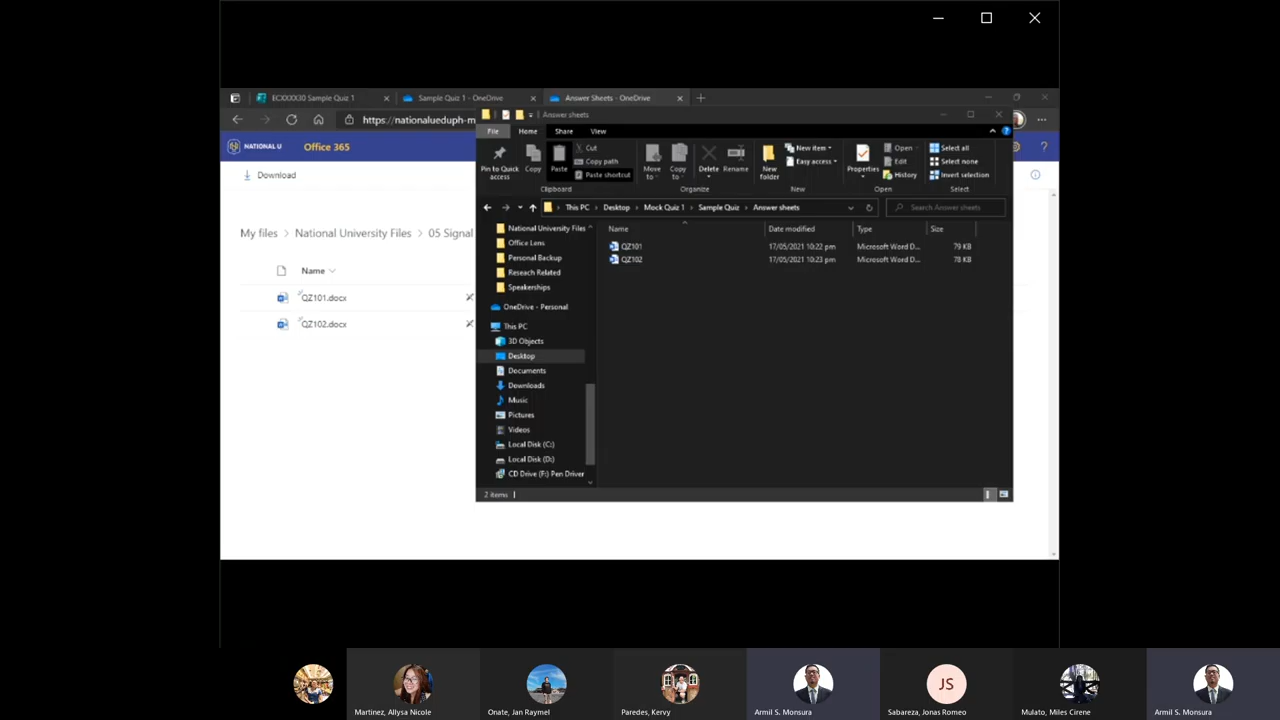 ECXXXX30 Sample Quiz 1
Sample Quiz 1 - OneDrive
Answer Sheets - OneDrive
https://nationalueduph-m
NATIONAL U
Office 365
Download
My files > National University Files > 05 Signal
Name
QZ101.docx
QZ102.docx
Answer sheets
File
Home
Share
View
Pin to Quick access
Copy
Paste
Cut
Copy path
Paste shortcut
Clipboard
Move to
Copy to
Delete
Rename
Organize
New folder
New item
Easy access
New
Properties
Open
Edit
History
Open
Select all
Select none
Invert selection
Select
This PC > Desktop > Mock Quiz 1 > Sample Quiz > Answer sheets
Search Answer sheets
National University Files
Office Lens
Personal Backup
Reseach Related
Speakerships
OneDrive - Personal
This PC
3D Objects
Desktop
Documents
Downloads
Music
Pictures
Videos
Local Disk (C:)
Local Disk (D:)
CD Drive (F:) Pen Driver
Name Date modified Type Size
QZ101 17/05/2021 10:22 pm Microsoft Word D... 79 KB
QZ102 17/05/2021 10:23 pm Microsoft Word D... 78 KB
2 items
Martinez, Allysa Nicole
Onate, Jan Raymel
Paredes, Kervy
Armil S. Monsura
JS
Sabareza, Jonas Romeo
Mulato, Miles Cirene
Armil S. Monsura